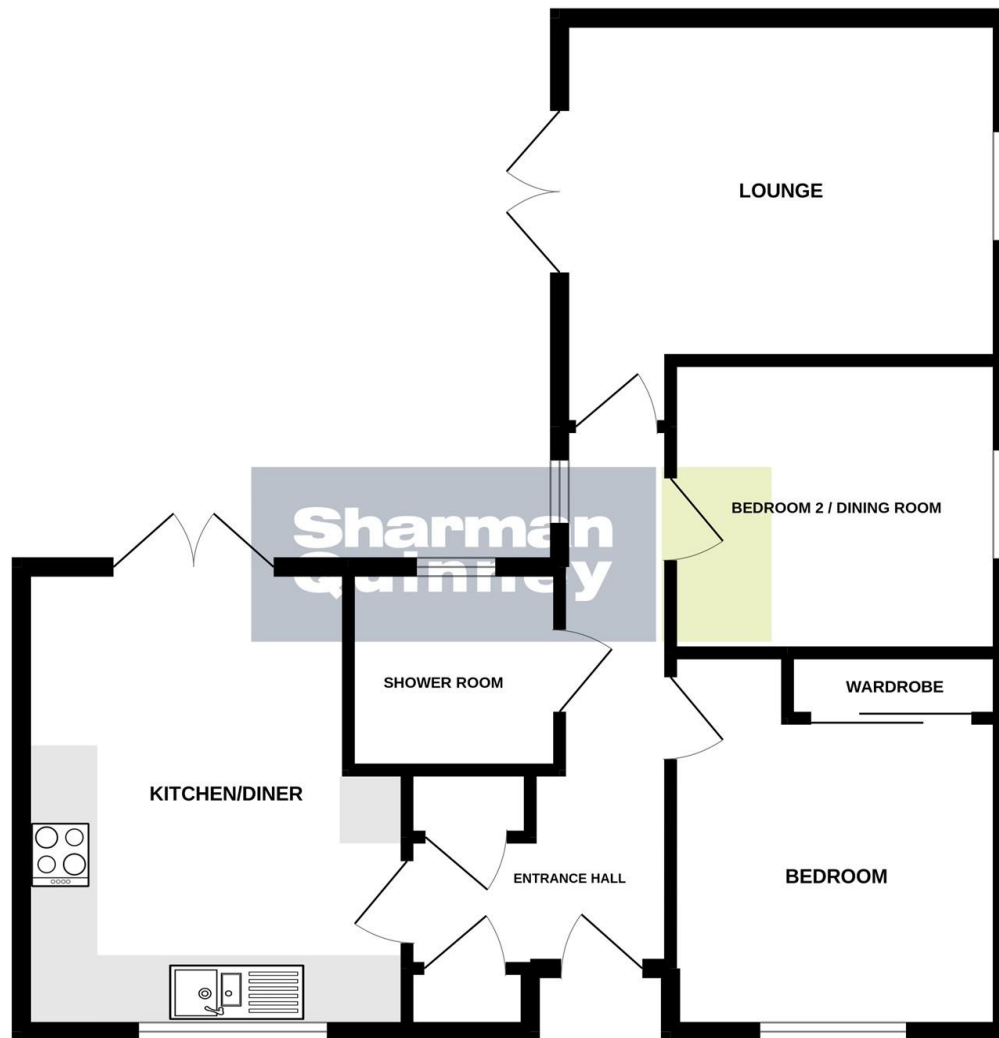 LOUNGE
BEDROOM 2 / DINING ROOM
Sharman
Quinney
SHOWER ROOM
WARDROBE
KITCHEN/DINER
ENTRANCE HALL
BEDROOM